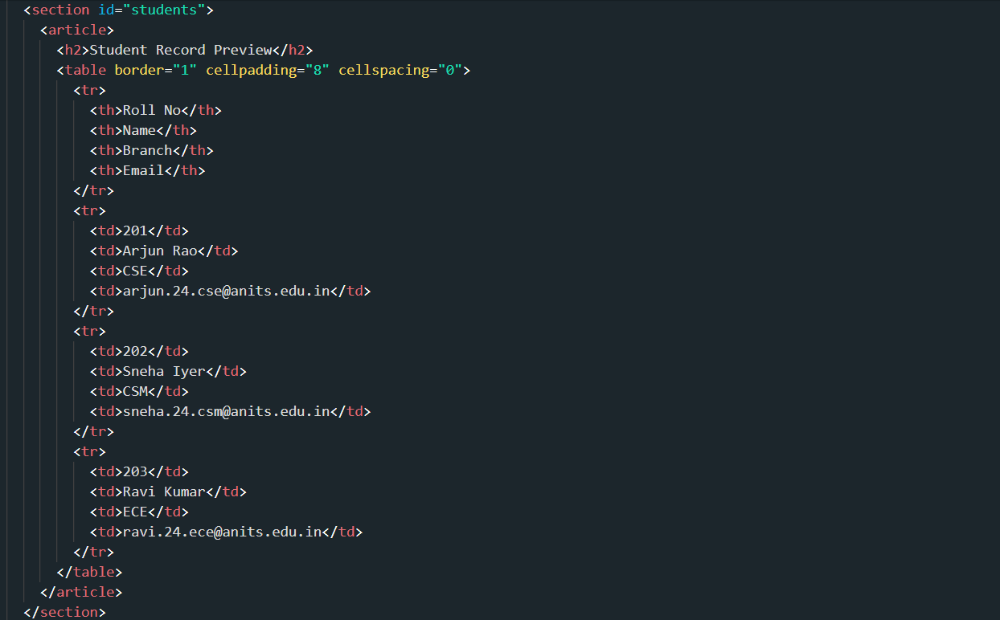 <section id="students">
<article>
<h2>Student Record Preview</h2>
<table border="1" cellpadding="8" cellspacing="0">
<tr>
<th>Roll No</th>
<th>Name</th>
<th>Branch</th>
<th>Email</th>
</tr>
<tr>
<td>201</td>
<td>Arjun Rao</td>
<td>CSE</td>
<td>arjun.24.cse@anits.edu.in</td>
</tr>
<tr>
<td>202</td>
<td>Sneha Iyer</td>
<td>CSM</td>
<td>sneha.24.csm@anits.edu.in</td>
</tr>
<tr>
<td>203</td>
<td>Ravi Kumar</td>
<td>ECE</td>
<td>ravi.24.ece@anits.edu.in</td>
</tr>
</table>
</article>
</section>